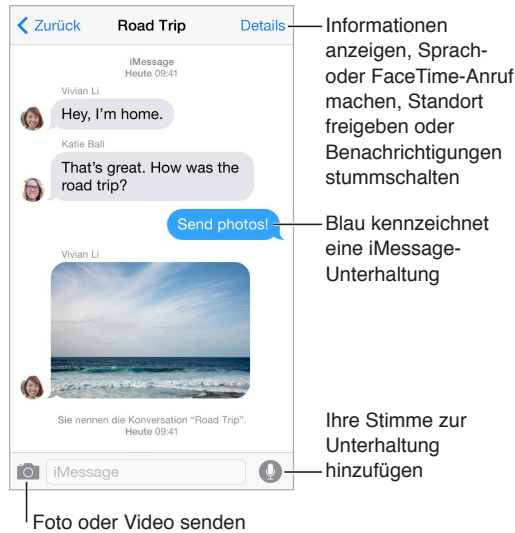 Zurück Road Trip Details
iMessage
Heute 09:41
Vivian Li
Hey, I’m home.
Katie Ball
That’s great. How was the
road trip?
Send photos!
Vivian Li
Sie nennen die Konversation “Road Trip”.
Heute 09:41
iMessage
Informationen
anzeigen, Sprach-
oder FaceTime-Anruf
machen, Standort
freigeben oder
Benachrichtigungen
stummschalten
Blau kennzeichnet
eine iMessage-
Unterhaltung
Ihre Stimme zur
Unterhaltung
hinzufügen
Foto oder Video senden